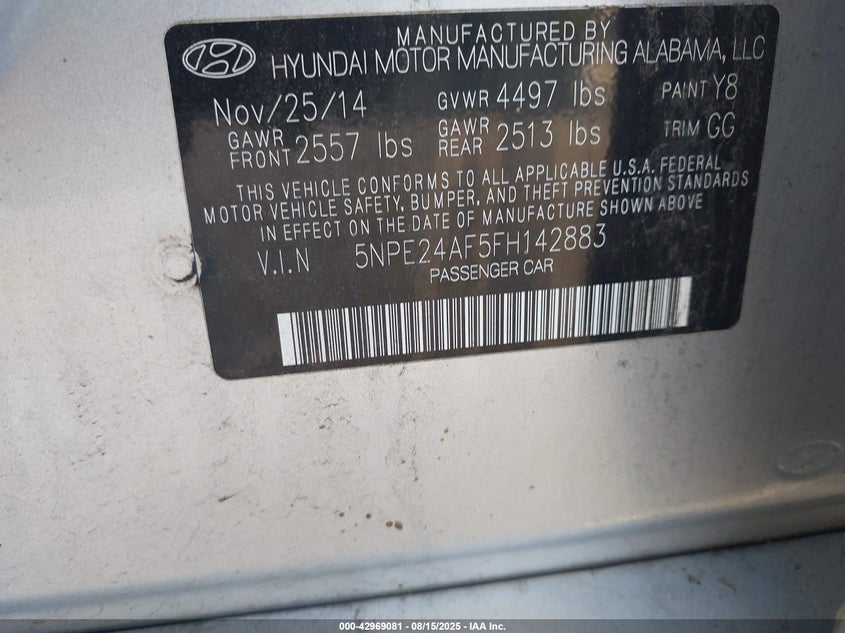 MANUFACTURED BY
HYUNDAI MOTOR MANUFACTURING ALABAMA, LLC
Nov/25/14 GVWR 4497 lbs PAINT Y8
GAWR FRONT 2557 lbs GAWR REAR 2513 lbs TRIM GG
THIS VEHICLE CONFORMS TO ALL APPLICABLE U.S.A. FEDERAL
MOTOR VEHICLE SAFETY, BUMPER, AND THEFT PREVENTION STANDARDS
IN EFFECT ON THE DATE OF MANUFACTURE SHOWN ABOVE
V.I.N 5NPE24AF5FH142883
PASSENGER CAR
000-42969081 - 08/15/2025 - IAA Inc.